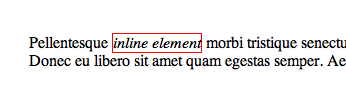 Pellentesque inline element morbi tristique senectu
Donec eu libero sit amet quam egestas semper. Ae